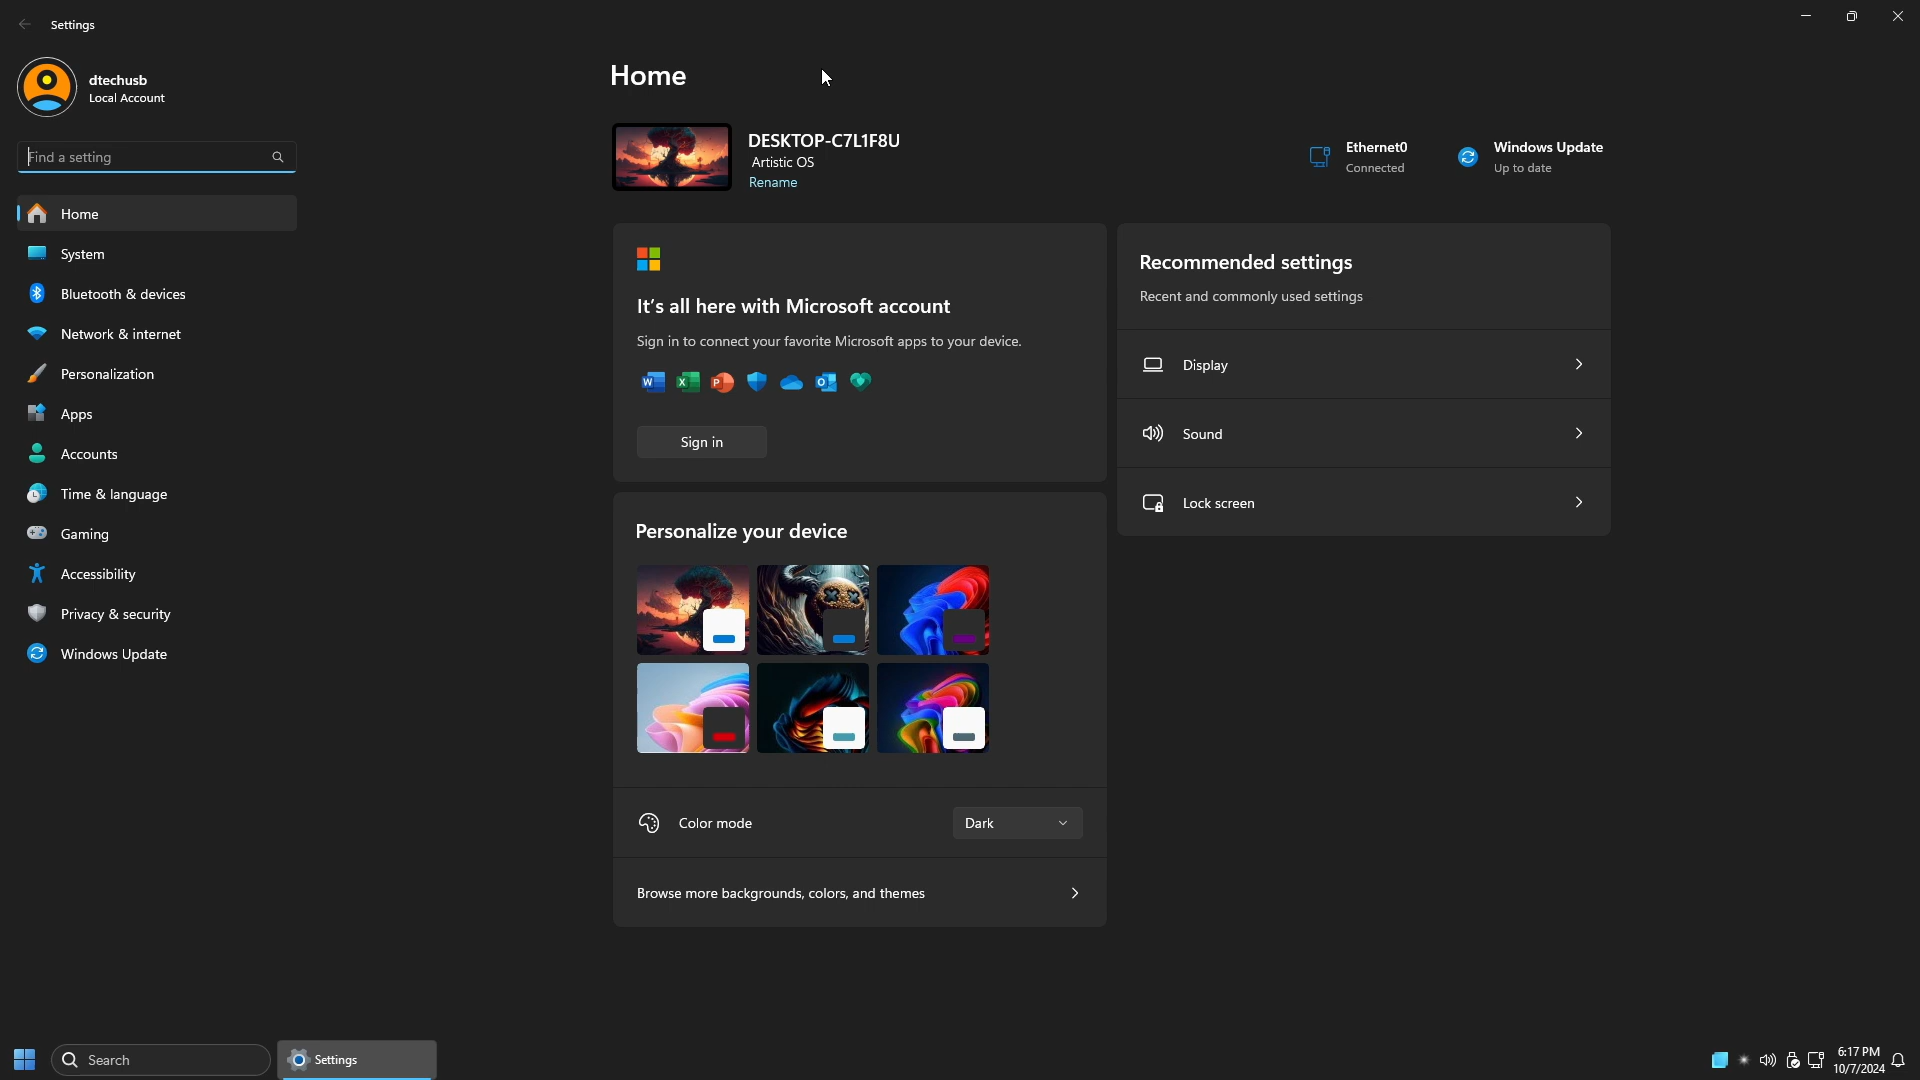 Settings
dtechusb
Local Account
Find a setting
Home
System
Bluetooth & devices
Network & internet
Personalization
Apps
Accounts
Time & language
Gaming
Accessibility
Privacy & security
Windows Update
Home
DESKTOP-C7L1F8U
Artistic OS
Rename
Ethernet0
Connected
Windows Update
Up to date
It's all here with Microsoft account
Sign in to connect your favorite Microsoft apps to your device.
Sign in
Personalize your device
Color mode
Dark
Browse more backgrounds, colors, and themes
Recommended settings
Recent and commonly used settings
Display
Sound
Lock screen
Search
Settings
6:17 PM
10/7/2024